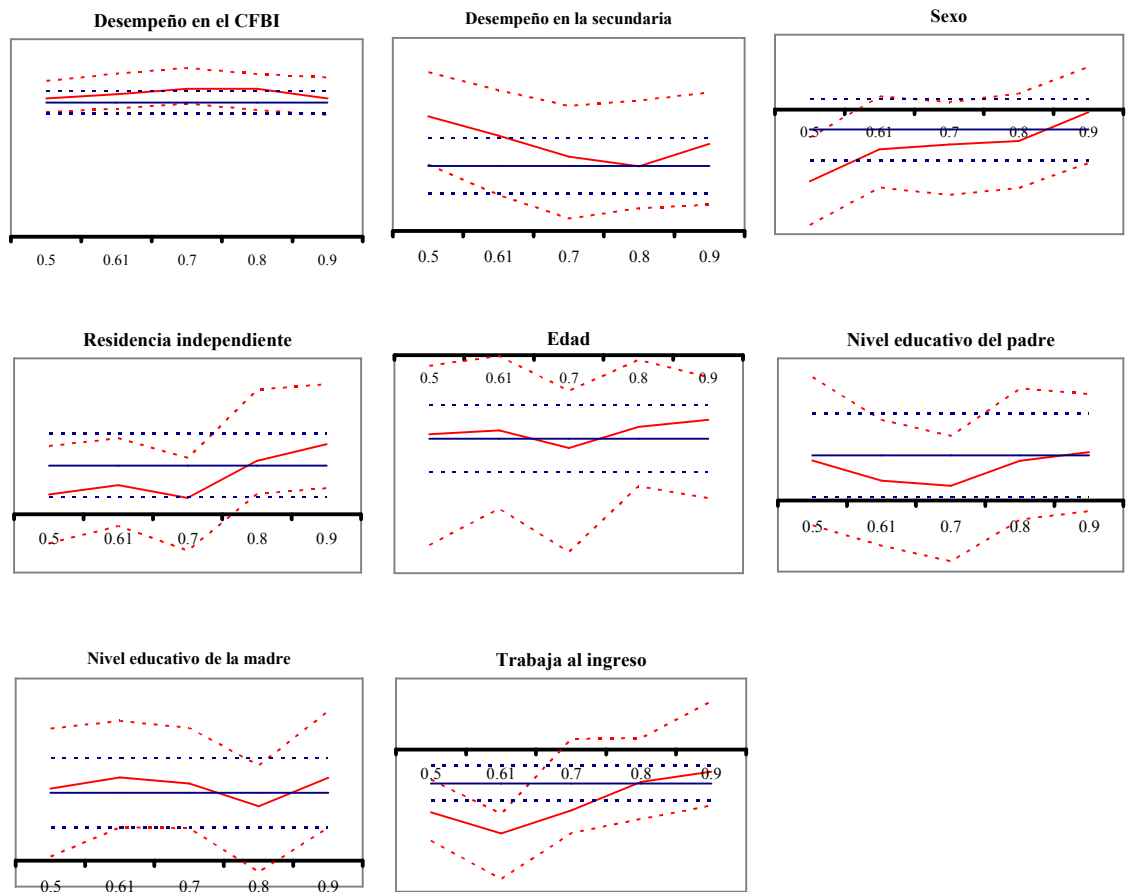 Desempeño en el CFBI
0.5 0.61 0.7 0.8 0.9
Desempeño en la secundaria
0.5 0.61 0.7 0.8 0.9
Sexo
0.5 0.61 0.7 0.8 0.9
Residencia independiente
0.5 0.61 0.7 0.8 0.9
Edad
0.5 0.61 0.7 0.8 0.9
Nivel educativo del padre
0.5 0.61 0.7 0.8 0.9
Nivel educativo de la madre
0.5 0.61 0.7 0.8 0.9
Trabaja al ingreso
0.5 0.61 0.7 0.8 0.9